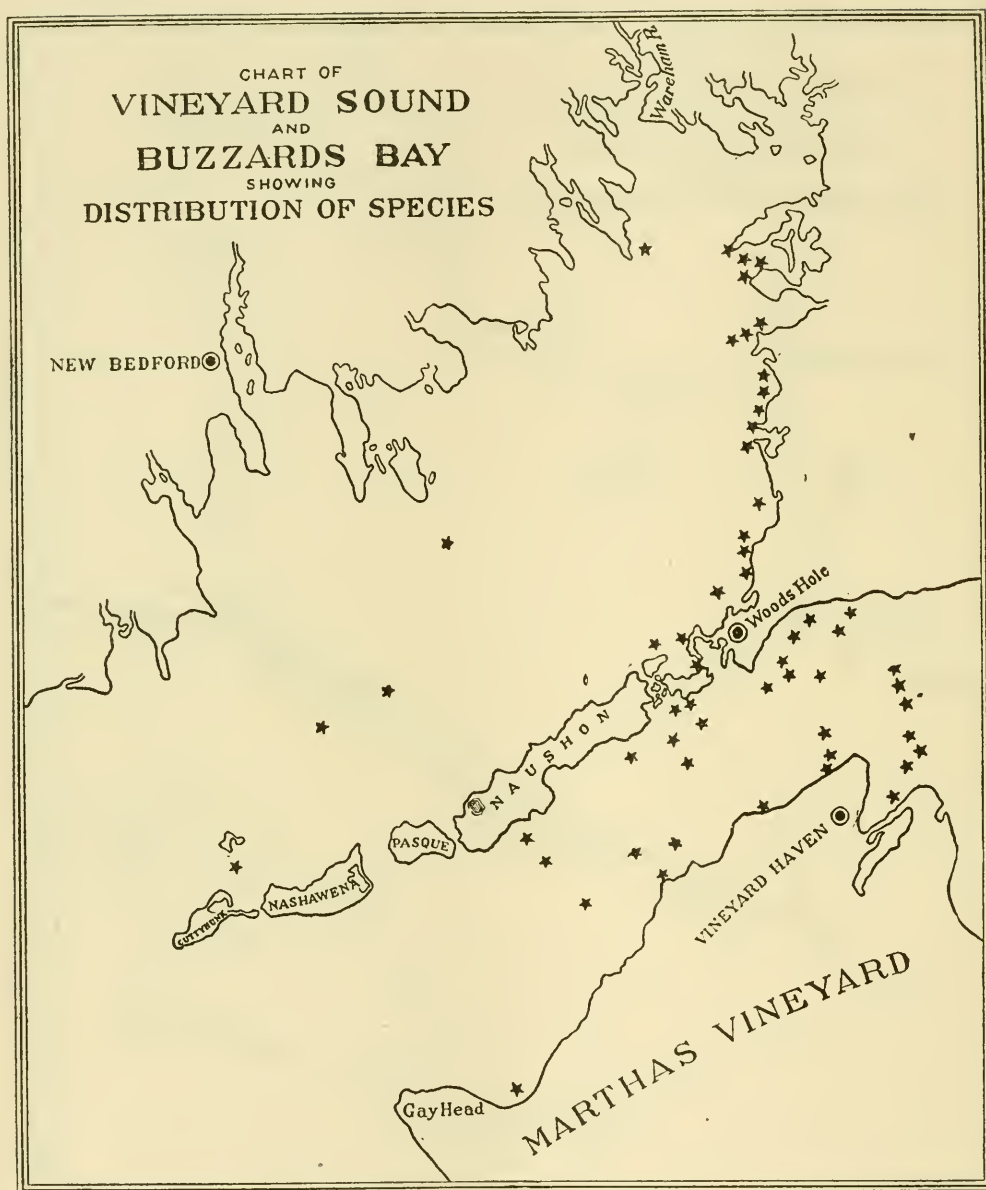 CHART OF
VINEYARD SOUND
AND
BUZZARDS BAY
SHOWING
DISTRIBUTION OF SPECIES
Wareham R.
NEW BEDFORD
Woods Hole
NAUSHON
PASQUE
NASHAWENA
CUTTYHUNK
VINEYARD HAVEN
MARTHAS VINEYARD
Gay Head